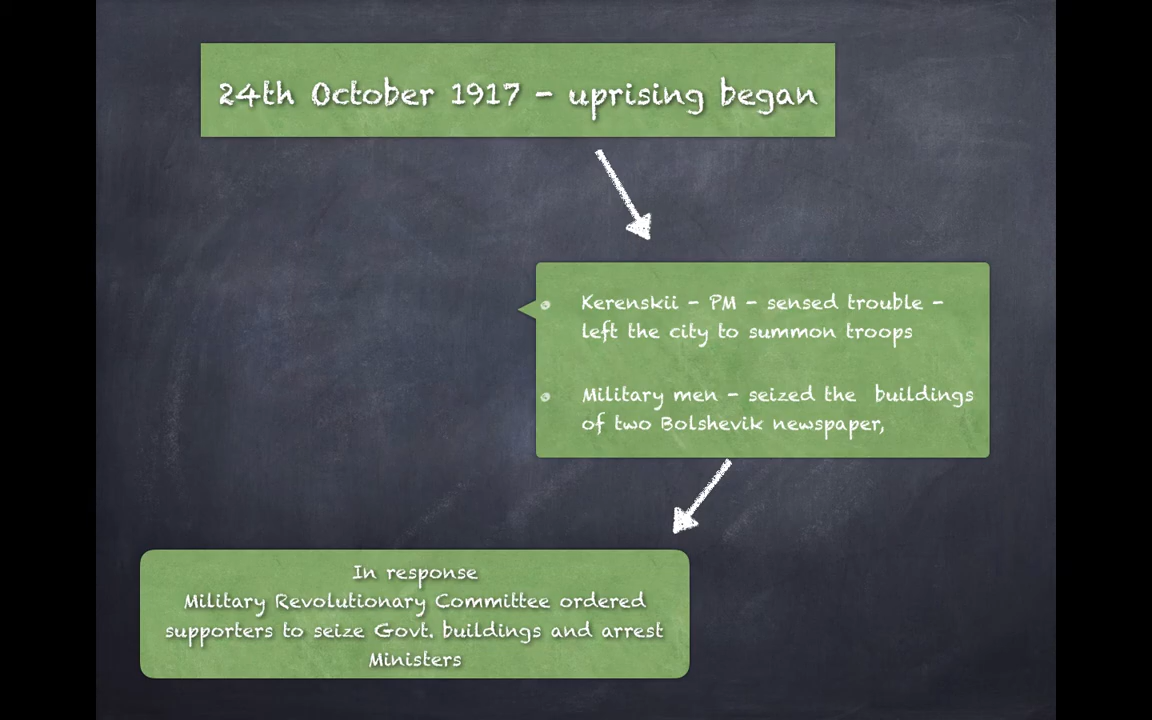 24th October 1917 - uprising began
Kerenskii - PM - sensed trouble -
left the city to summon troops
Military men - seized the buildings
of two Bolshevik newspaper,
In response
Military Revolutionary Committee ordered
supporters to seize Govt. buildings and arrest
Ministers